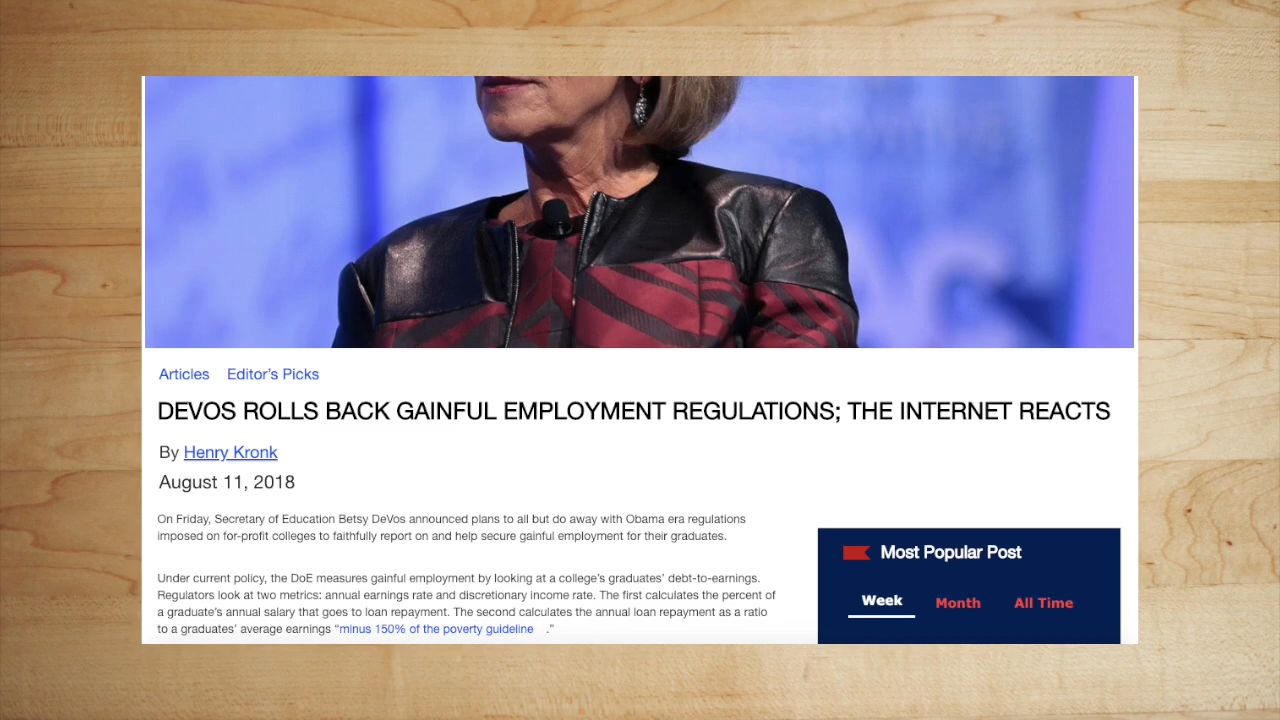 Articles Editor's Picks
DEVOS ROLLS BACK GAINFUL EMPLOYMENT REGULATIONS; THE INTERNET REACTS
By Henry Kronk
August 11, 2018
On Friday, Secretary of Education Betsy DeVos announced plans to all but do away with Obama era regulations
imposed on for-profit colleges to faithfully report on and help secure gainful employment for their graduates.
Under current policy, the DoE measures gainful employment by looking at a college's graduates' debt-to-earnings.
Regulators look at two metrics: annual earnings rate and discretionary income rate. The first calculates the percent of
a graduate's annual salary that goes to loan repayment. The second calculates the annual loan repayment as a ratio
to a graduates' average earnings “minus 150% of the poverty guideline .”
Most Popular Post
Week Month All Time